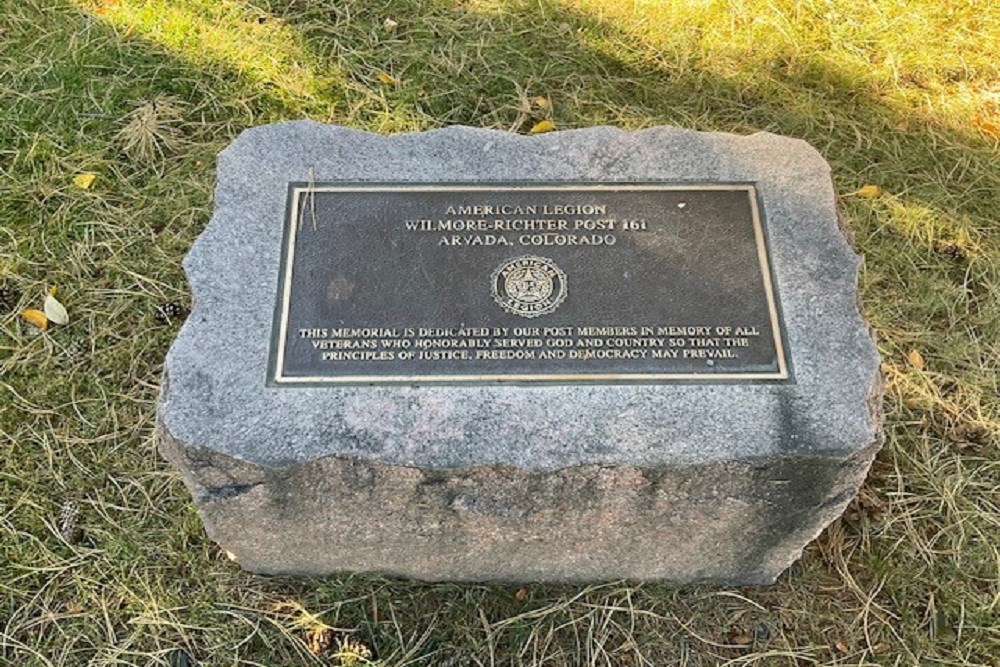 AMERICAN LEGION
WILMORE-RICHTER POST 161
ARVADA, COLORADO
AMERICAN
LEGION
THIS MEMORIAL IS DEDICATED BY OUR POST MEMBERS IN MEMORY OF ALL
VETERANS WHO HONORABLY SERVED GOD AND COUNTRY SO THAT THE
PRINCIPLES OF JUSTICE, FREEDOM AND DEMOCRACY MAY PREVAIL.